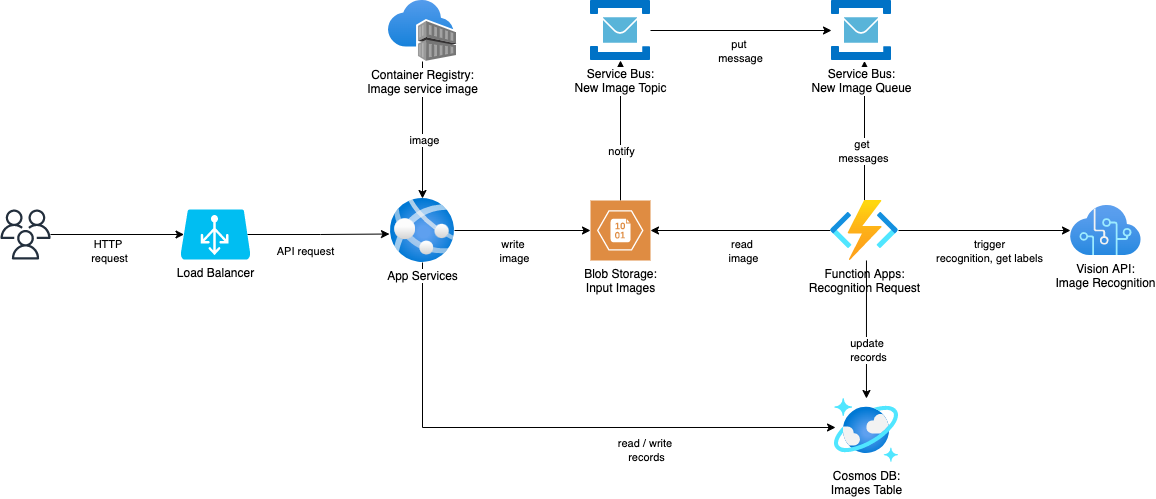 put
message
Container Registry:
Image service image
Service Bus:
New Image Topic
Service Bus:
New Image Queue
image
notify
get
messages
HTTP
request
API request
write
image
read
image
trigger
recognition, get labels
Load Balancer
App Services
10
01
Blob Storage:
Input Images
Function Apps:
Recognition Request
Vision API:
Image Recognition
update
records
read / write
records
Cosmos DB:
Images Table